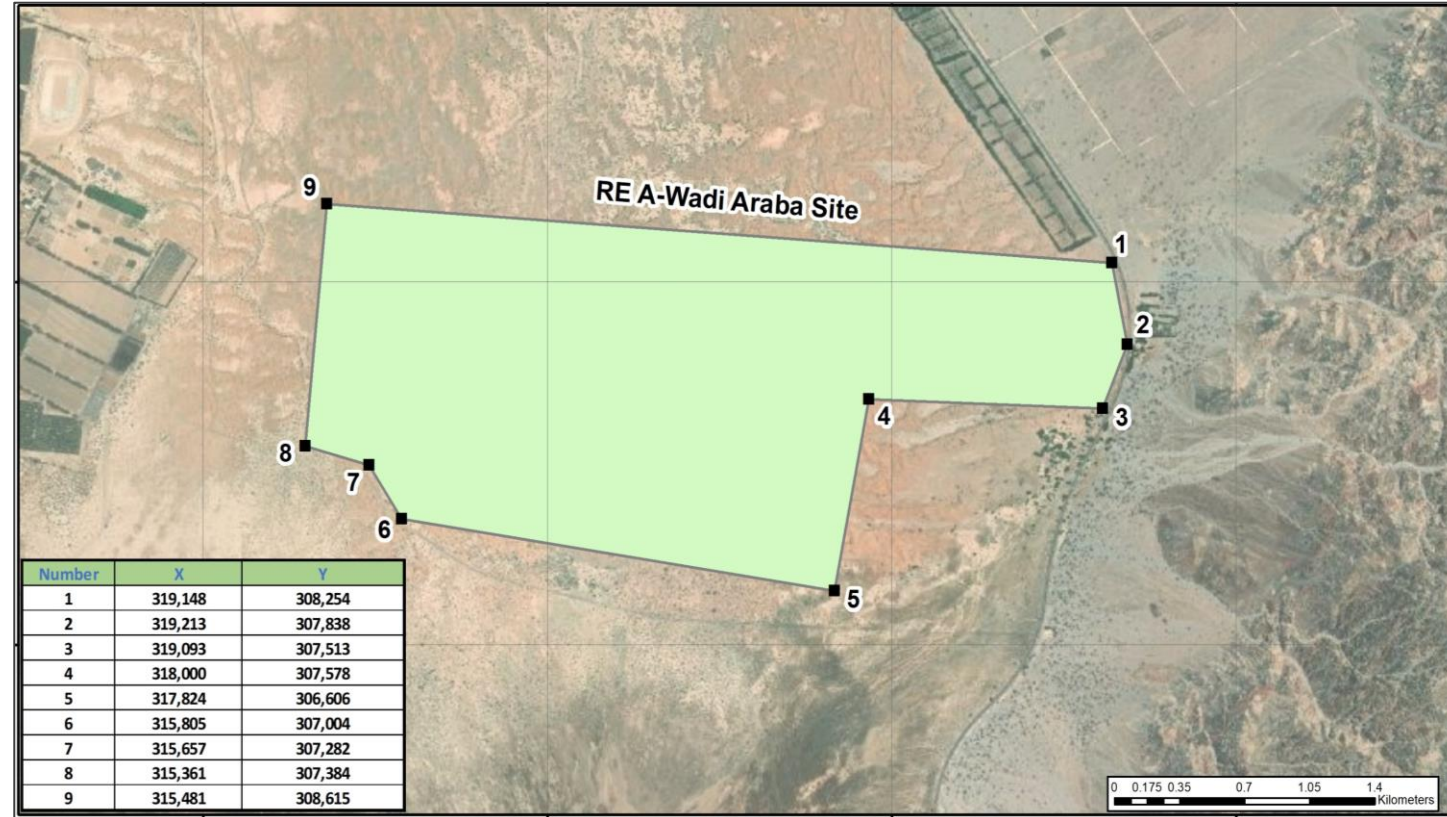 9
RE A-Wadi Araba Site
1
2
4
3
8
7
6
5
Number X Y
1 319,148 308,254
2 319,213 307,838
3 319,093 307,513
4 318,000 307,578
5 317,824 306,606
6 315,805 307,004
7 315,657 307,282
8 315,361 307,384
9 315,481 308,615
0 0.175 0.35 0.7 1.05 1.4
Kilometers